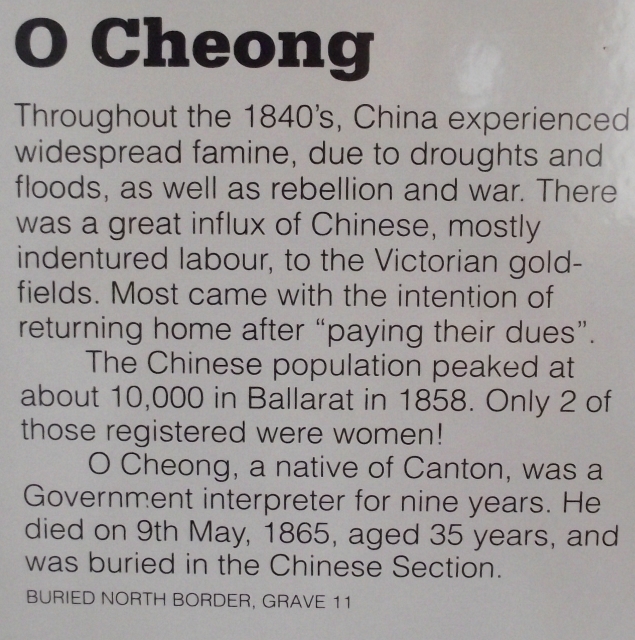 O Cheong
Throughout the 1840's, China experienced
widespread famine, due to droughts and
floods, as well as rebellion and war. There
was a great influx of Chinese, mostly
indentured labour, to the Victorian gold-
fields. Most came with the intention of
returning home after “paying their dues”.
The Chinese population peaked at
about 10,000 in Ballarat in 1858. Only 2 of
those registered were women!
O Cheong, a native of Canton, was a
Government interpreter for nine years. He
died on 9th May, 1865, aged 35 years, and
was buried in the Chinese Section.
BURIED NORTH BORDER, GRAVE 11